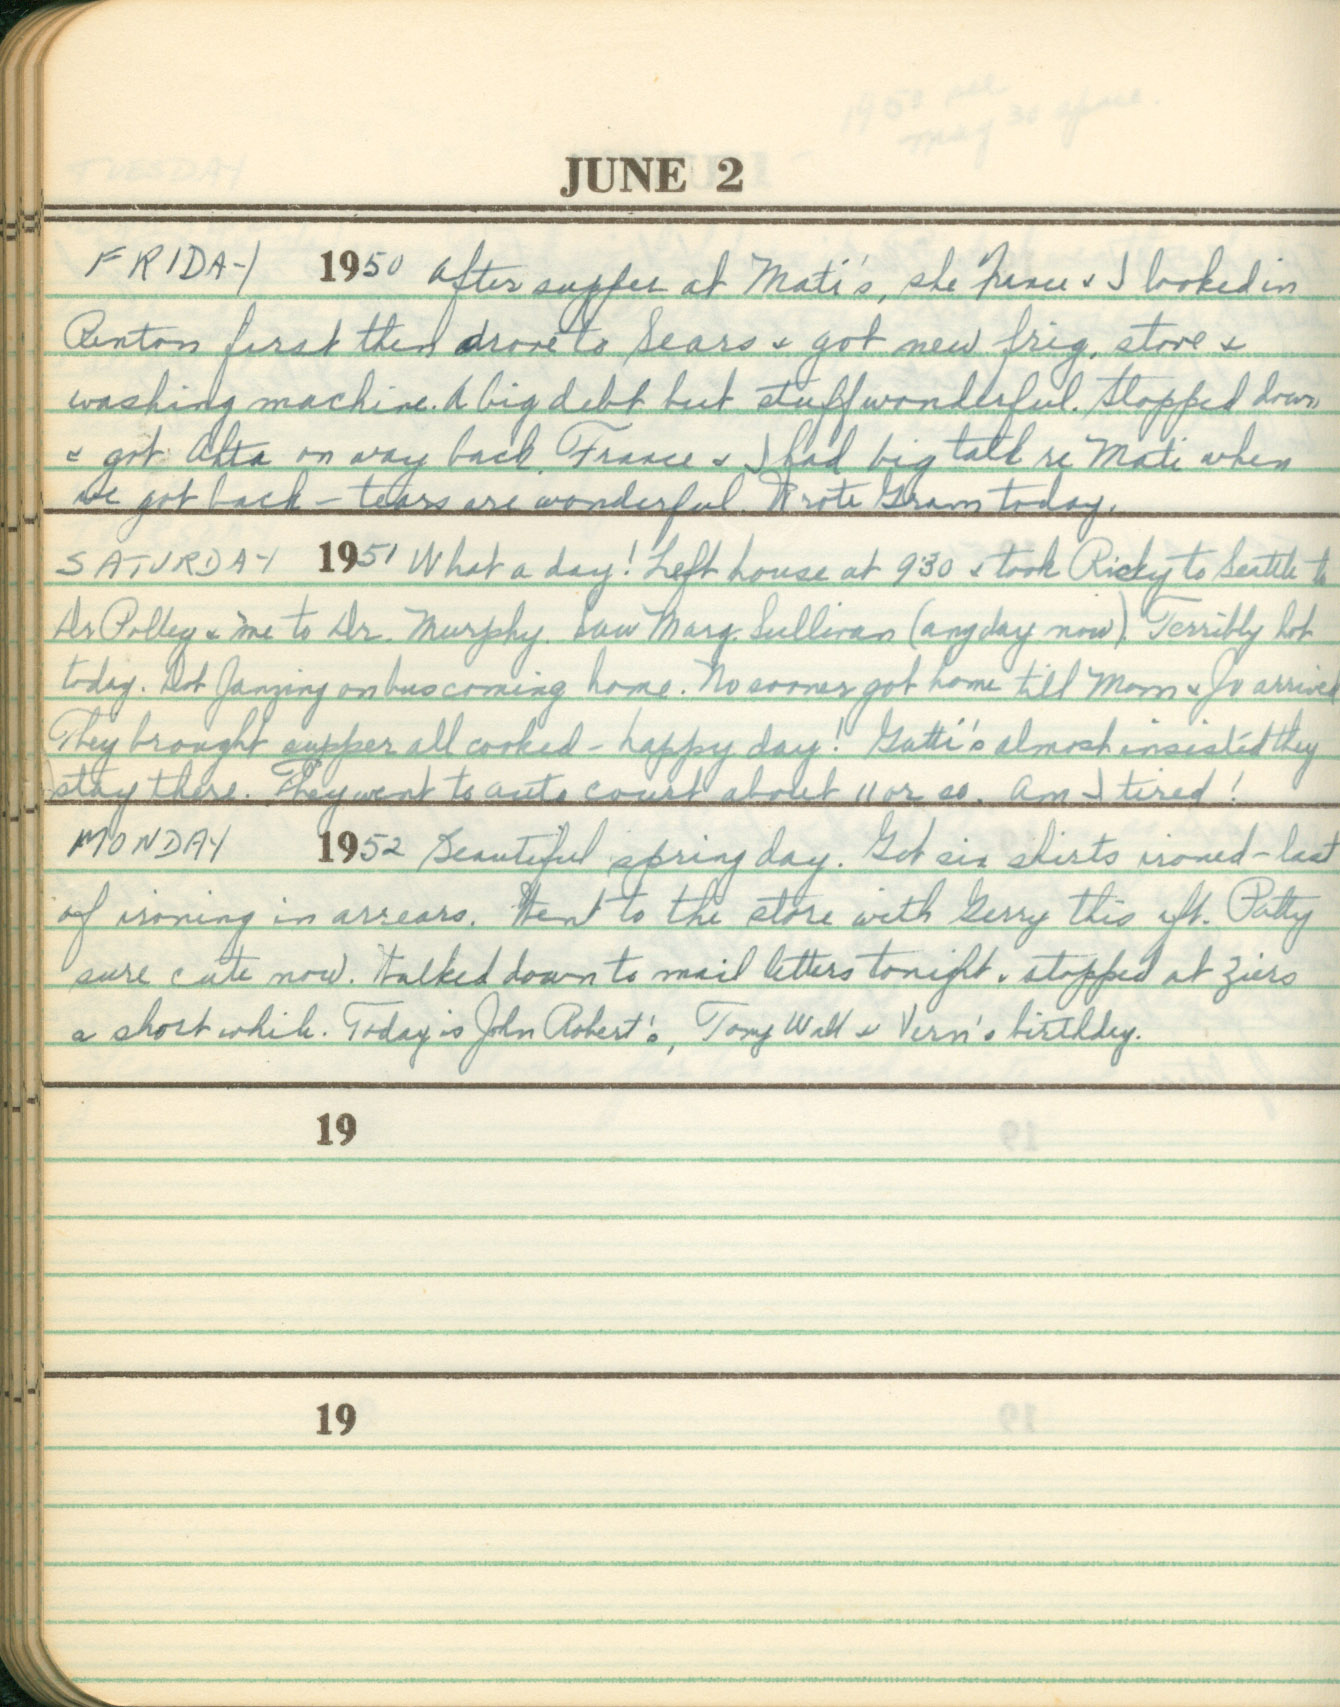 JUNE 2
FRIDAY 1950 After supper at Mati's, she France & I looked in
Renton first then drove to Sears & got new frig, stove &
washing machine. A big debt but stuff wonderful. Stopped down
& got Alta on way back. France & I had big talk re Mati when
we got back – tears are wonderful. Wrote Gram today.
SATURDAY 1951 What a day! Left house at 9:30 & took Ricky to Seattle to
Dr Polley & me to Dr. Murphy. Saw Marg. Sullivan (any day now). Terribly hot
today. Dot Janzing on bus coming home. No sooner got home till Mom & Jo arrived
They brought supper all cooked – happy day! Gatti's almost insisted they
stay there. They went to auto court about 11 or so. Am I tired!
MONDAY 1952 Beautiful spring day. Got six shirts ironed – last
of ironing in arrears. Went to the store with Gerry this aft. Patty
sure cute now. Walked down to mail letters tonight & stopped at Ziers
a short while. Today is John Robert's, Tony Wall & Vern's birthday.
19
19